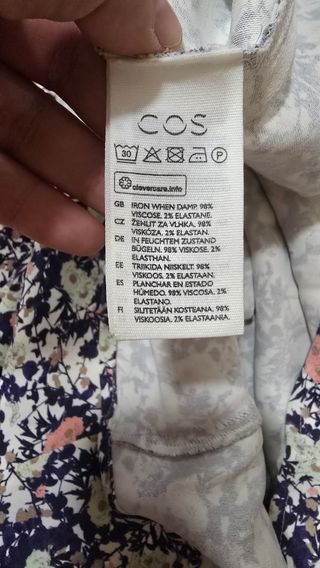 COS
30 P
clevercare.info
GB IRON WHEN DAMP. 98%
VISCOSE. 2% ELASTANE.
CZ ŽEHLIT ZA VLHKA. 98%
VISKÓZA, 2% ELASTAN.
DE IN FEUCHTEM ZUSTAND
BÜGELN. 98% VISKOSE. 2%
ELASTHAN.
EE TRIIKIDA NIISKELT. 98%
VISKOOS. 2% ELASTAAN.
ES PLANCHAR EN ESTADO
HÚMEDO. 98% VISCOSA. 2%
ELASTANO.
FI SILITETÄÄN KOSTEANA. 98%
VISKOOSIA. 2% ELASTAANIA.